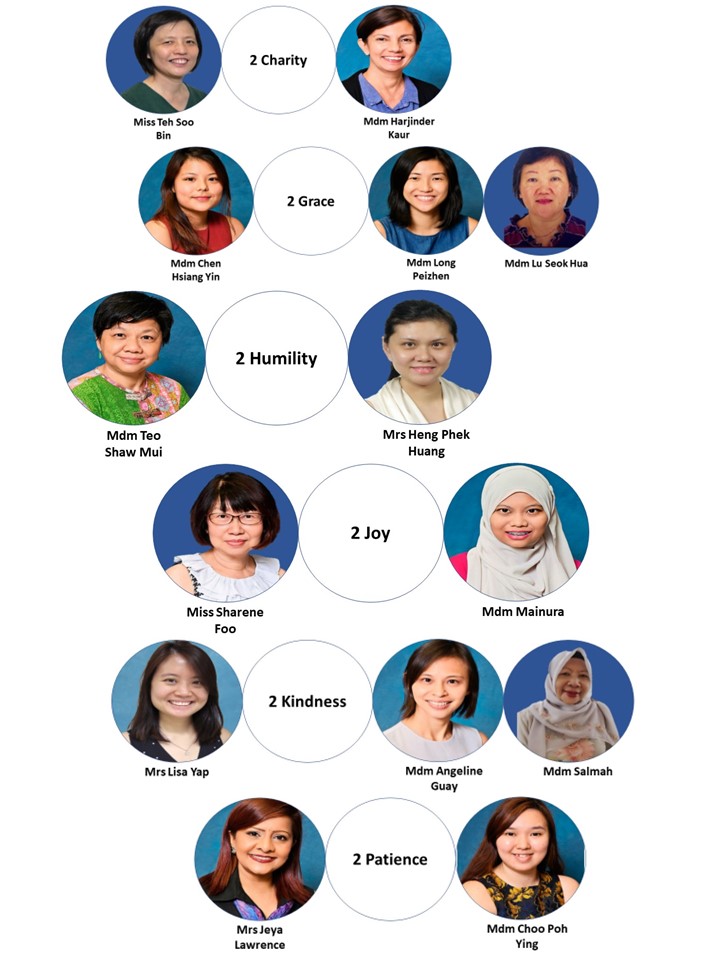 2 Charity
Miss Teh Soo
Bin
Mdm Harjinder
Kaur
2 Grace
Mdm Chen
Hsiang Yin
Mdm Long
Peizhen
Mdm Lu Seok Hua
2 Humility
Mdm Teo
Shaw Mui
Mrs Heng Phek
Huang
2 Joy
Miss Sharene
Foo
Mdm Mainura
2 Kindness
Mrs Lisa Yap
Mdm Angeline
Guay
Mdm Salmah
2 Patience
Mrs Jeya
Lawrence
Mdm Choo Poh
Ying